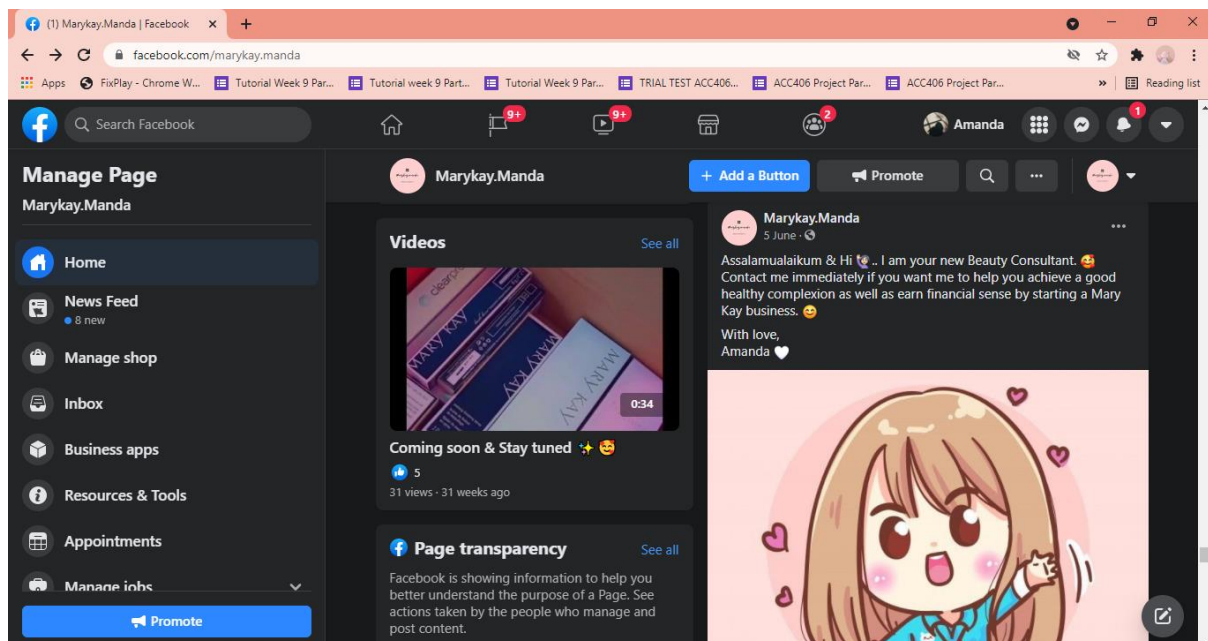 (1) Marykay.Manda | Facebook
facebook.com/marykay.manda
Apps
FixPlay - Chrome W...
Tutorial Week 9 Par...
Tutorial week 9 Part...
Tutorial Week 9 Par...
TRIAL TEST ACC406...
ACC406 Project Par...
ACC406 Project Par...
»
Reading list
Search Facebook
9+
9+
2
Amanda
1
Manage Page
Marykay.Manda
Home
News Feed
8 new
Manage shop
Inbox
Business apps
Resources & Tools
Appointments
Manage jobs
Promote
Marykay.Manda
+ Add a Button
Promote
Videos
See all
MARY KAY
MARY KAY
MARY KAY
0:34
Coming soon & Stay tuned ✨ 🥰
5
31 views · 31 weeks ago
Page transparency
See all
Facebook is showing information to help you
better understand the purpose of a Page. See
actions taken by the people who manage and
post content.
Marykay.Manda
5 June ·
Assalamualaikum & Hi 🙋🏻‍♀️ .. I am your new Beauty Consultant. 🥰
Contact me immediately if you want me to help you achieve a good
healthy complexion as well as earn financial sense by starting a Mary
Kay business. 😊
With love,
Amanda 🤍